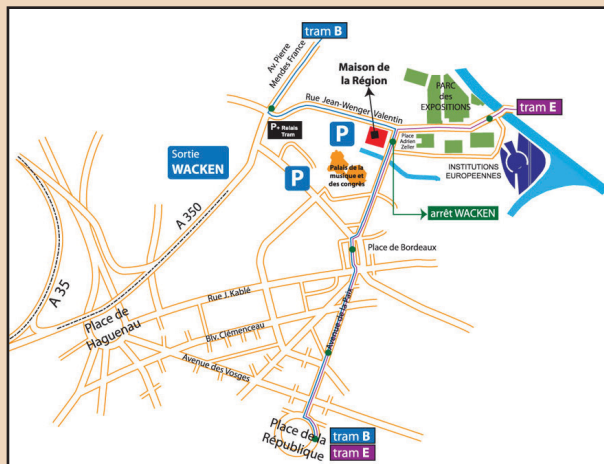 tram B
Av. Pierre
Mendes France
Maison de
la Région
PARC
des
EXPOSITIONS
Rue Jean-Wenger Valentin
tram E
P+ Relais
Tram
P
Place
Adrien
Zeller
Sortie
WACKEN
P
Palais de la
musique et des
congrès
INSTITUTIONS
EUROPEENNES
A 350
arrêt WACKEN
Place de Bordeaux
A 35
Rue J. Kablé
Place de
Haguenau
Blv. Clémenceau
Avenue de la Paix
Avenue des Vosges
Place de la
République
tram B
tram E